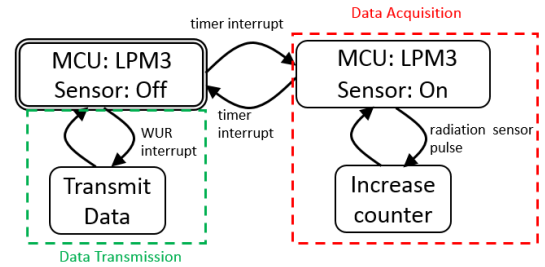 Data Acquisition
timer interrupt
MCU: LPM3
Sensor: Off
MCU: LPM3
Sensor: On
timer
interrupt
WUR
interrupt
radiation sensor
pulse
Transmit
Data
Increase
counter
Data Transmission